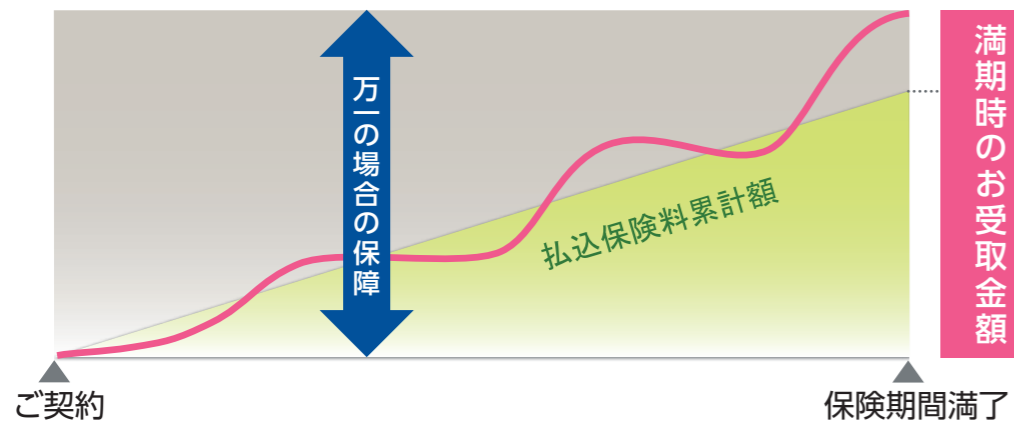 万一の場合の保障
払込保険料累計額
満期時のお受取金額
ご契約
保険期間満了